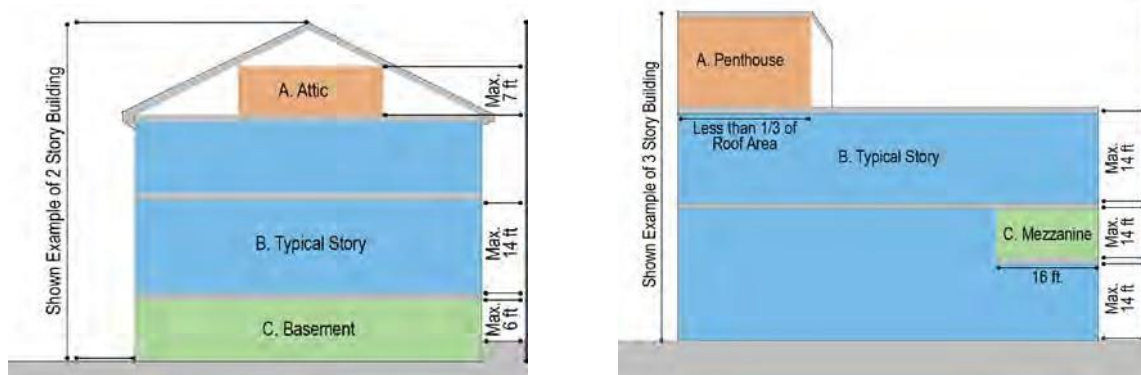 Shown Example of 2 Story Building
A. Attic
Max.
7 ft
B. Typical Story
Max.
14 ft
C. Basement
Max.
6 ft
Shown Example of 3 Story Building
A. Penthouse
Less than 1/3 of
Roof Area
B. Typical Story
Max.
14 ft
C. Mezzanine
Max.
14 ft
16 ft.
Max.
14 ft